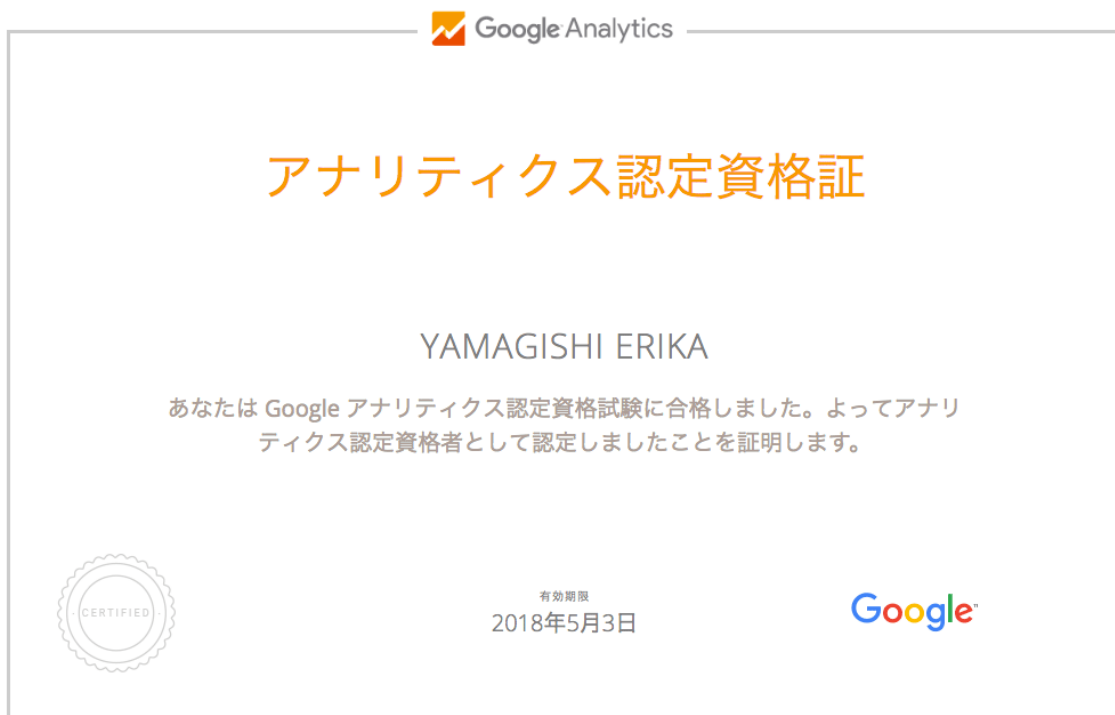 Google Analytics
アナリティクス認定資格証
YAMAGISHI ERIKA
あなたは Google アナリティクス認定資格試験に合格しました。よってアナリ
ティクス認定資格者として認定しましたことを証明します。
· CERTIFIED ·
有効期限
2018年5月3日
Google™